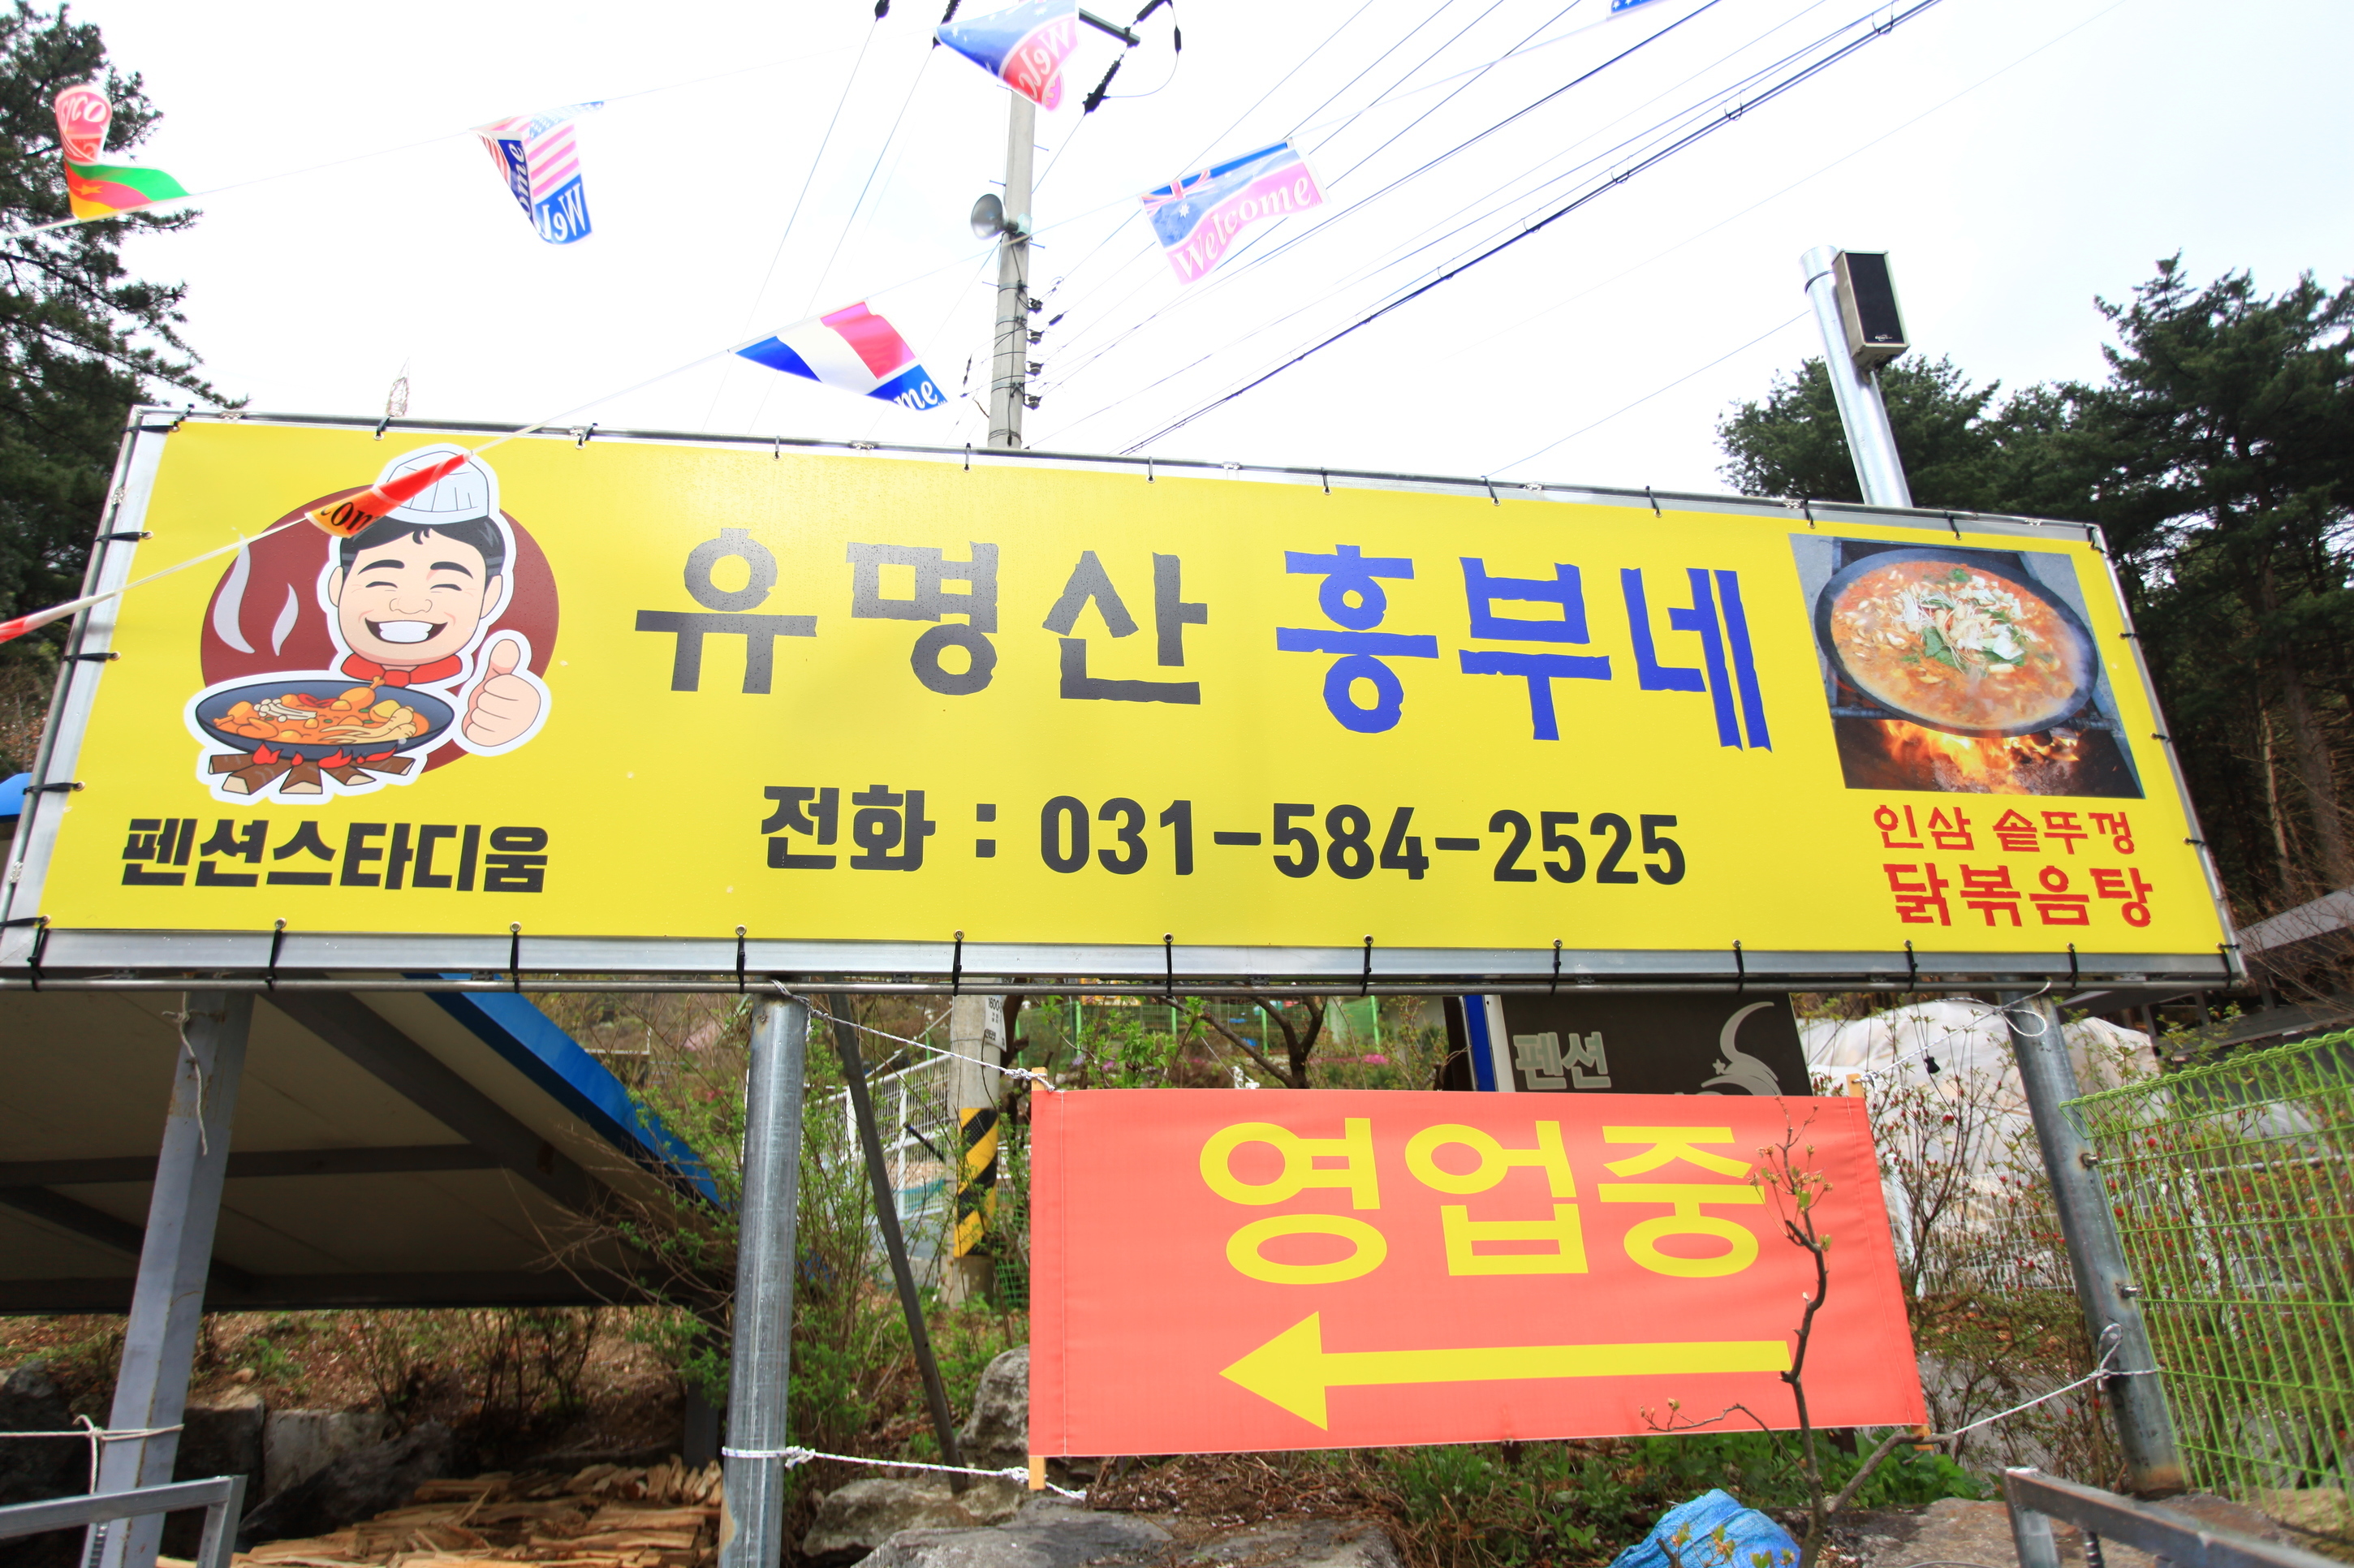 Welcome
유명산 흥부네
전화 : 031-584-2525
펜션스타디움
인삼 솥뚜껑
닭볶음탕
펜션
영업중